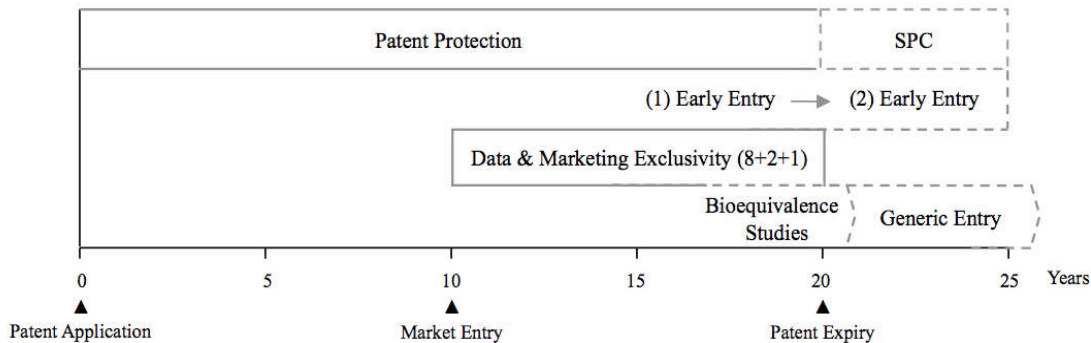 Patent Protection
SPC
(1) Early Entry
(2) Early Entry
Data & Marketing Exclusivity (8+2+1)
Bioequivalence
Studies
Generic Entry
0
5
10
15
20
25
Years
Patent Application
Market Entry
Patent Expiry